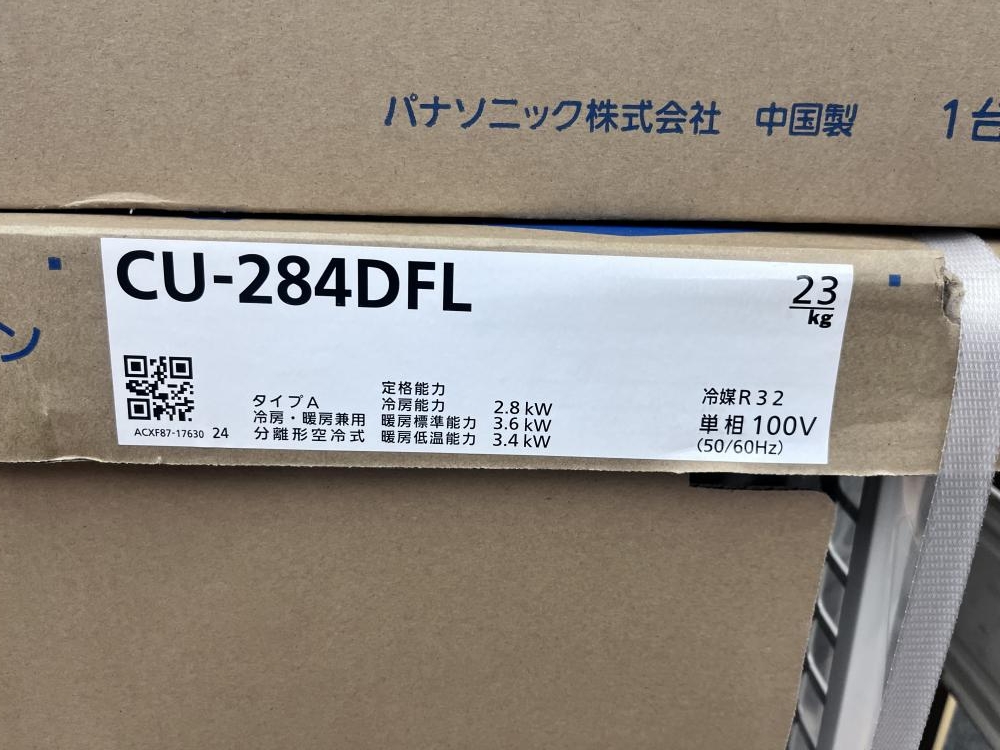 パナソニック株式会社 中国製 1台
CU-284DFL
23
kg
ン
ACXF87-17630 24
タイプA
冷房・暖房兼用
分離形空冷式
定格能力
冷房能力 2.8 kW
暖房標準能力 3.6 kW
暖房低温能力 3.4 kW
冷媒R32
単相100V
(50/60Hz)